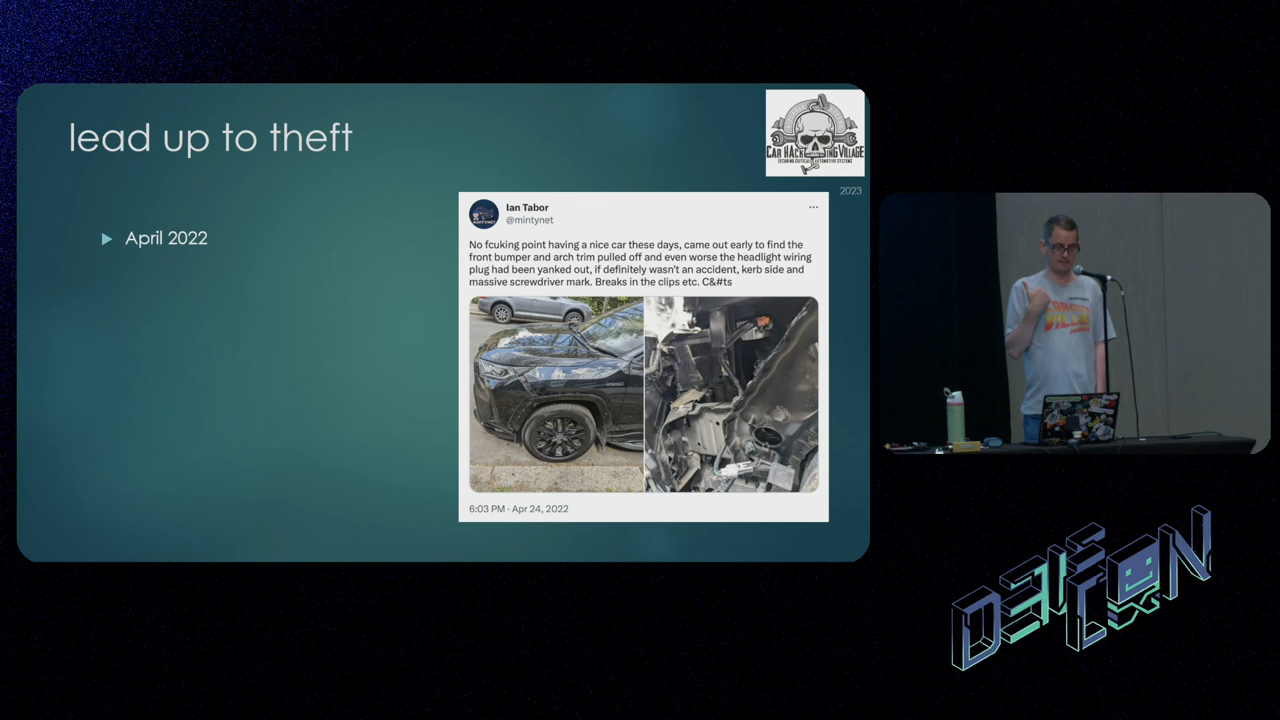 lead up to theft
CAR HACKING VILLAGE
2023
April 2022
Ian Tabor
@mintynet
No fcuking point having a nice car these days, came out early to find the
front bumper and arch trim pulled off and even worse the headlight wiring
plug had been yanked out, if definitely wasn't an accident, kerb side and
massive screwdriver mark. Breaks in the clips etc. C&#ts
6:03 PM · Apr 24, 2022
DEF CON